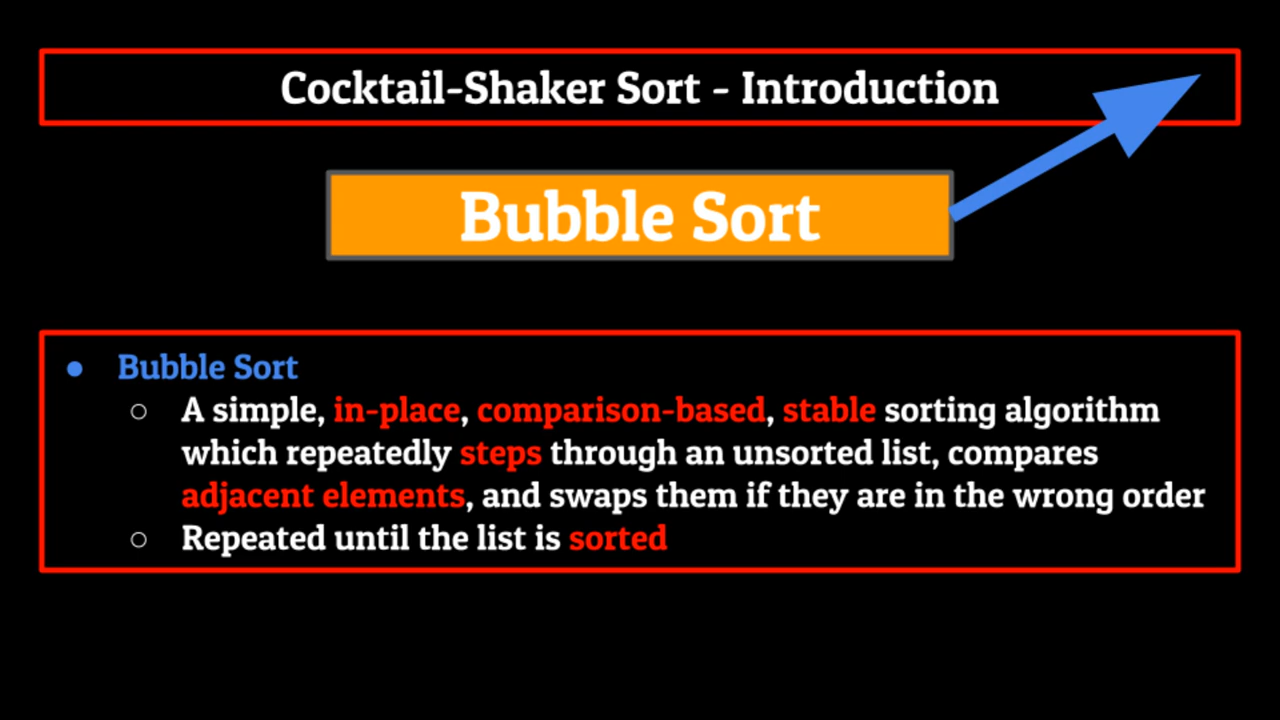 Cocktail-Shaker Sort - Introduction
Bubble Sort
● Bubble Sort
○ A simple, in-place, comparison-based, stable sorting algorithm
which repeatedly steps through an unsorted list, compares
adjacent elements, and swaps them if they are in the wrong order
○ Repeated until the list is sorted